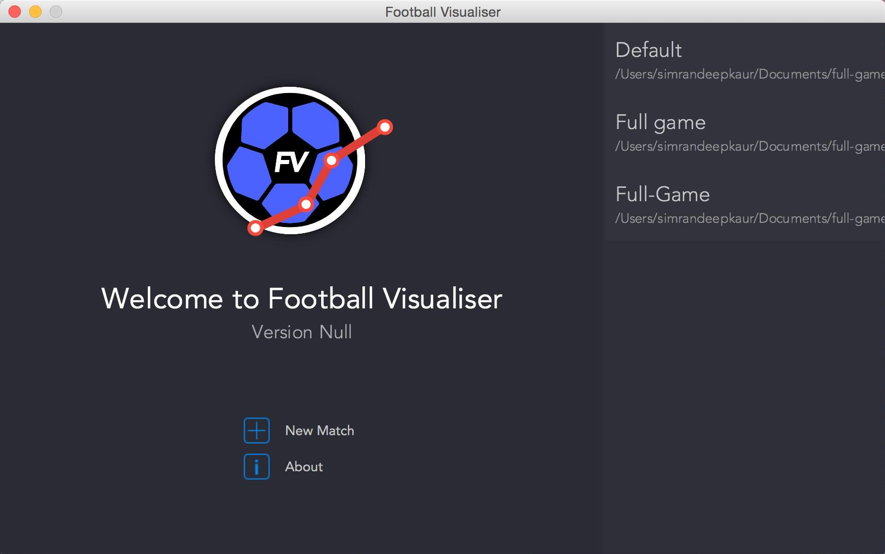 Football Visualiser
FV
Welcome to Football Visualiser
Version Null
New Match
About
Default
/Users/simrandeepkaur/Documents/full-game
Full game
/Users/simrandeepkaur/Documents/full-game
Full-Game
/Users/simrandeepkaur/Documents/full-game